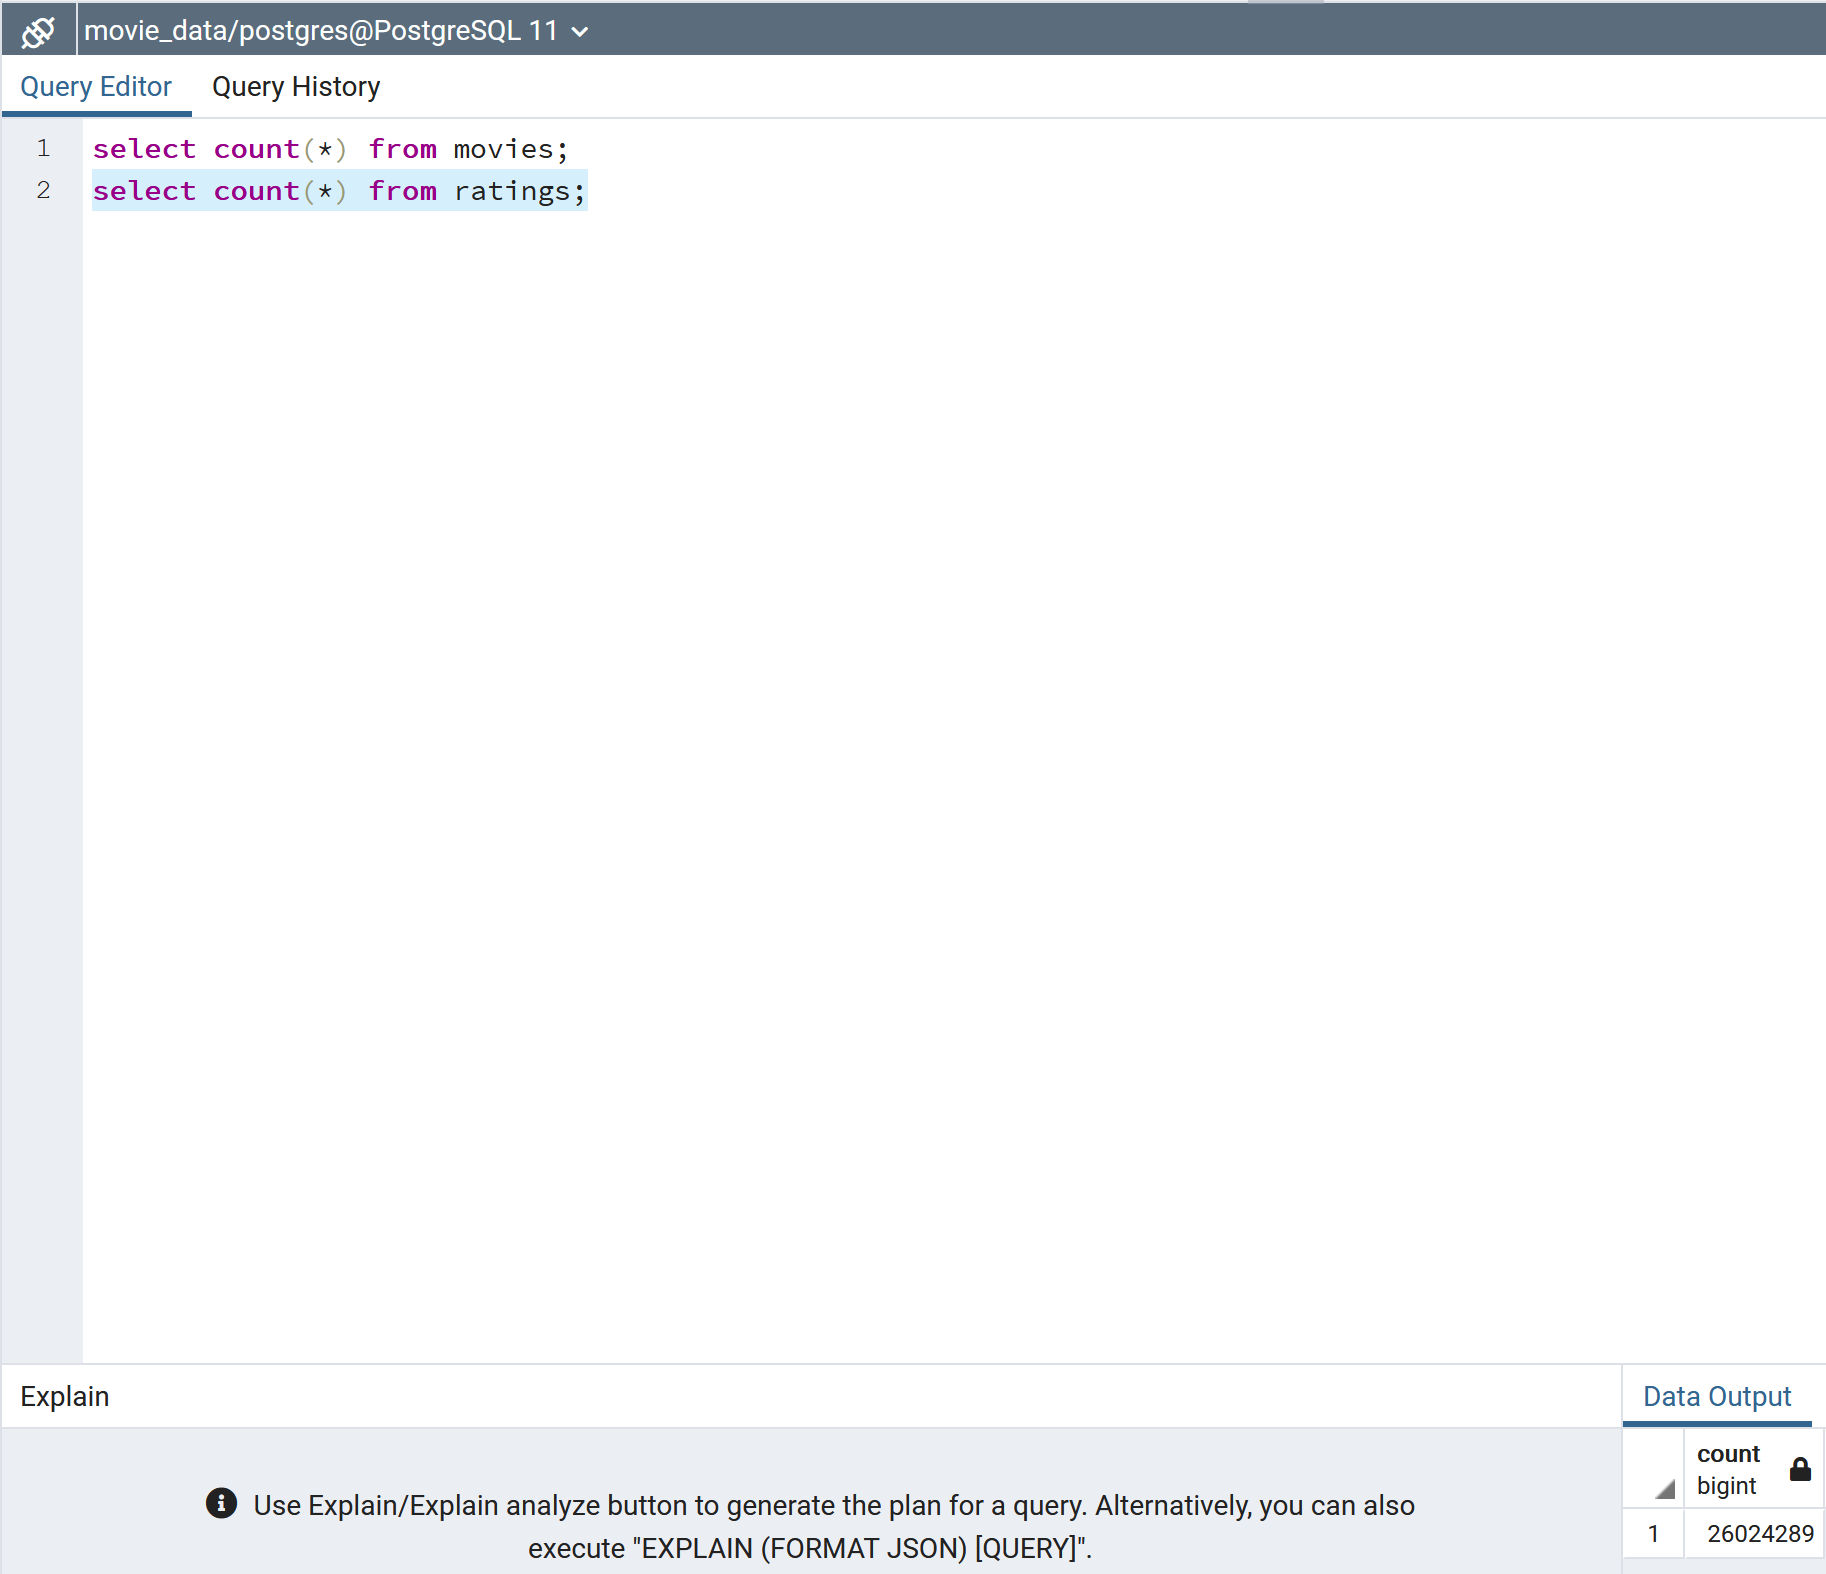 movie_data/postgres@PostgreSQL 11
Query Editor Query History
1 select count(*) from movies;
2 select count(*) from ratings;
Explain
Data Output
Use Explain/Explain analyze button to generate the plan for a query. Alternatively, you can also
execute "EXPLAIN (FORMAT JSON) [QUERY]".
count
bigint
1 26024289